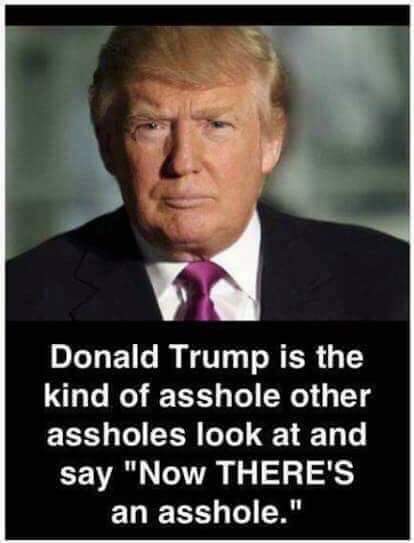 Donald Trump is the
kind of asshole other
assholes look at and
say "Now THERE'S
an asshole."